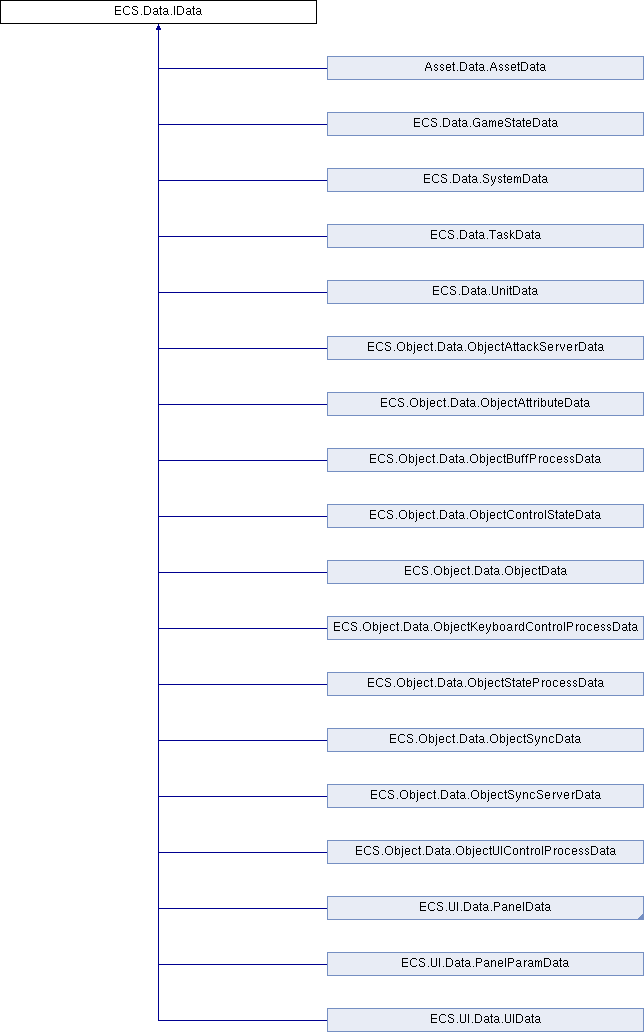 ECS.Data.IData
Asset.Data.AssetData
ECS.Data.GameStateData
ECS.Data.SystemData
ECS.Data.TaskData
ECS.Data.UnitData
ECS.Object.Data.ObjectAttackServerData
ECS.Object.Data.ObjectAttributeData
ECS.Object.Data.ObjectBuffProcessData
ECS.Object.Data.ObjectControlStateData
ECS.Object.Data.ObjectData
ECS.Object.Data.ObjectKeyboardControlProcessData
ECS.Object.Data.ObjectStateProcessData
ECS.Object.Data.ObjectSyncData
ECS.Object.Data.ObjectSyncServerData
ECS.Object.Data.ObjectUIControlProcessData
ECS.UI.Data.PanelData
ECS.UI.Data.PanelParamData
ECS.UI.Data.UIData